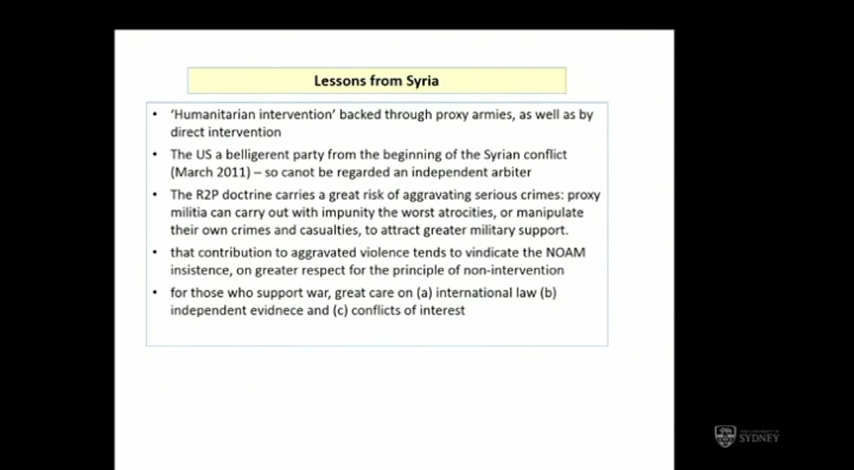 Lessons from Syria
• 'Humanitarian intervention' backed through proxy armies, as well as by
direct intervention
• The US a belligerent party from the beginning of the Syrian conflict
(March 2011) – so canot be regarded an independent arbiter
• The R2P doctrine carries a great risk of aggravating serious crimes: proxy
militia can carry out with impunity the worst atrocities, or manipulate
their own crimes and casualties, to attract greater military support.
• that contribution to aggravated violence tends to vindicate the NOAM
insistence, on greater respect for the principle of non-intervention
• for those who support war, great care on (a) international law (b)
independent evidnece and (c) conflicts of interest
THE UNIVERSITY OF
SYDNEY